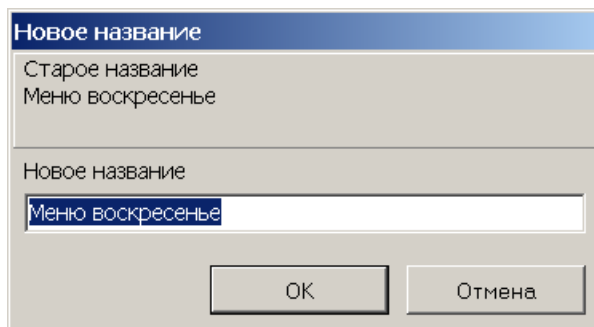 Новое название
Старое название
Меню воскресенье
Новое название
Меню воскресенье
OK
Отмена